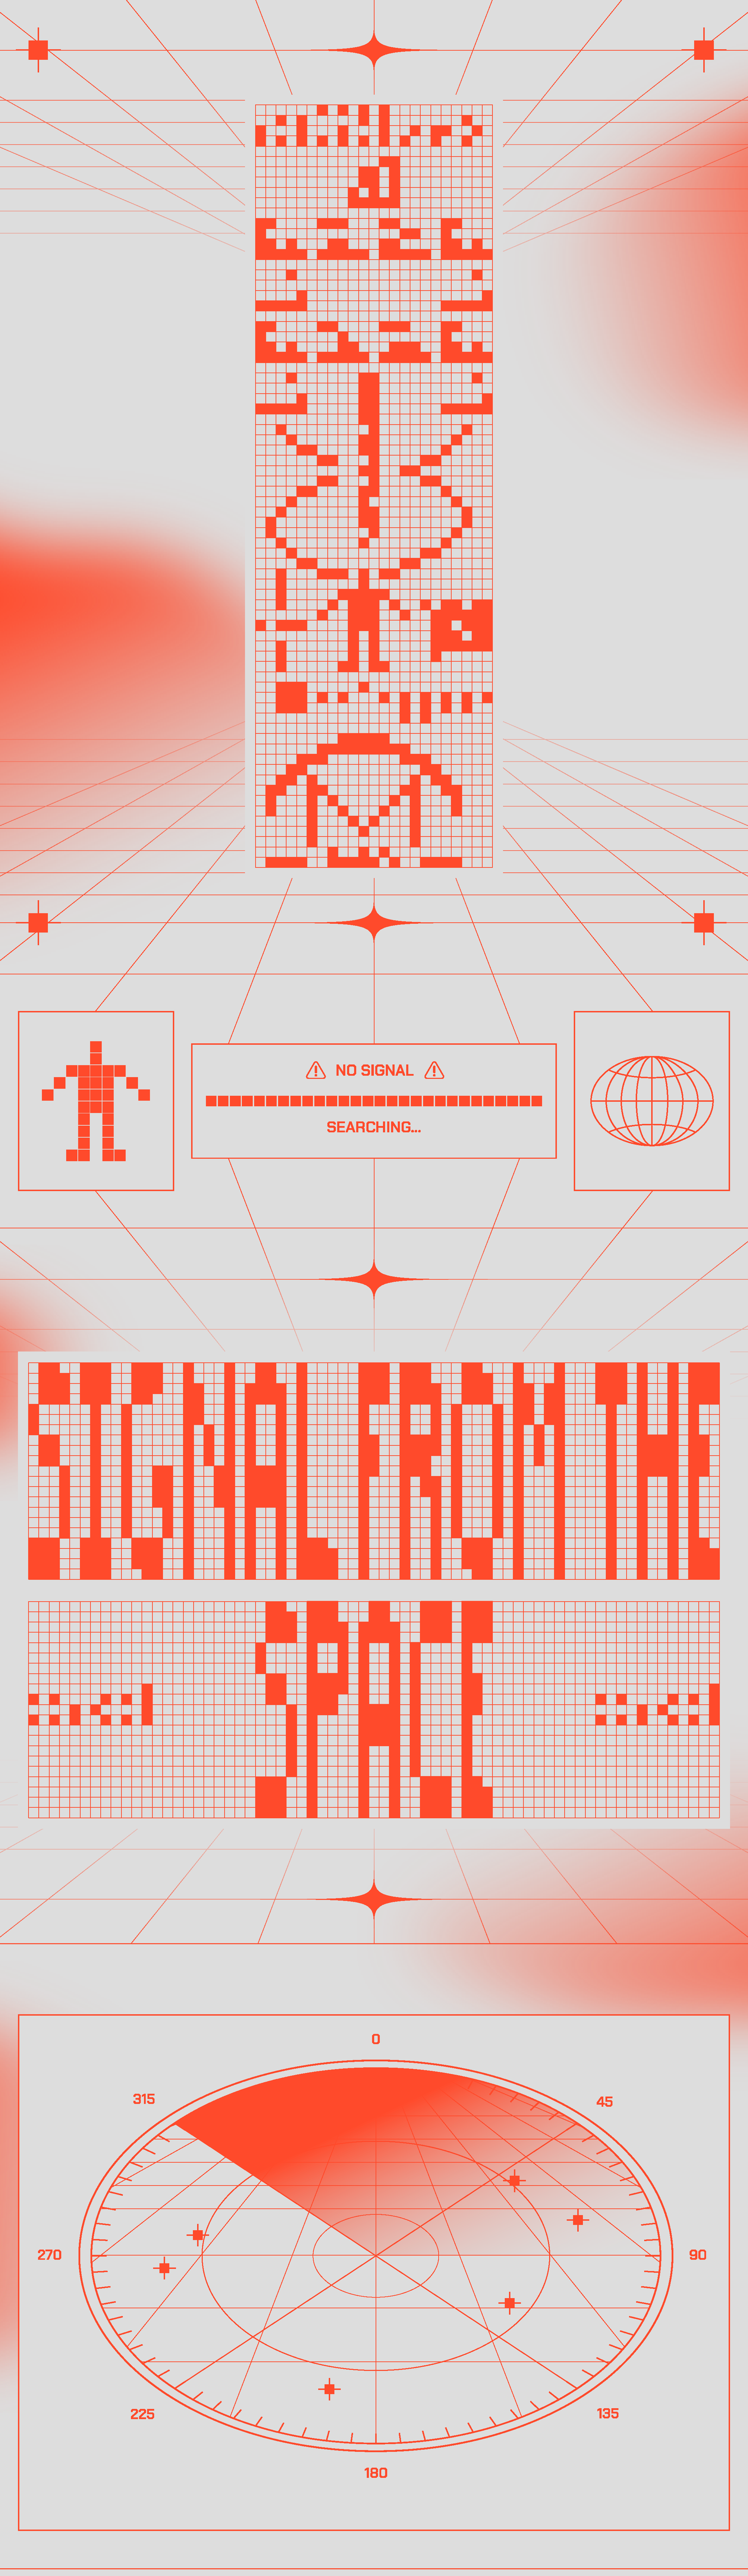 NO SIGNAL
SEARCHING...
SIGNAL FROM THE
SPACE
0
315
45
270
90
225
135
180